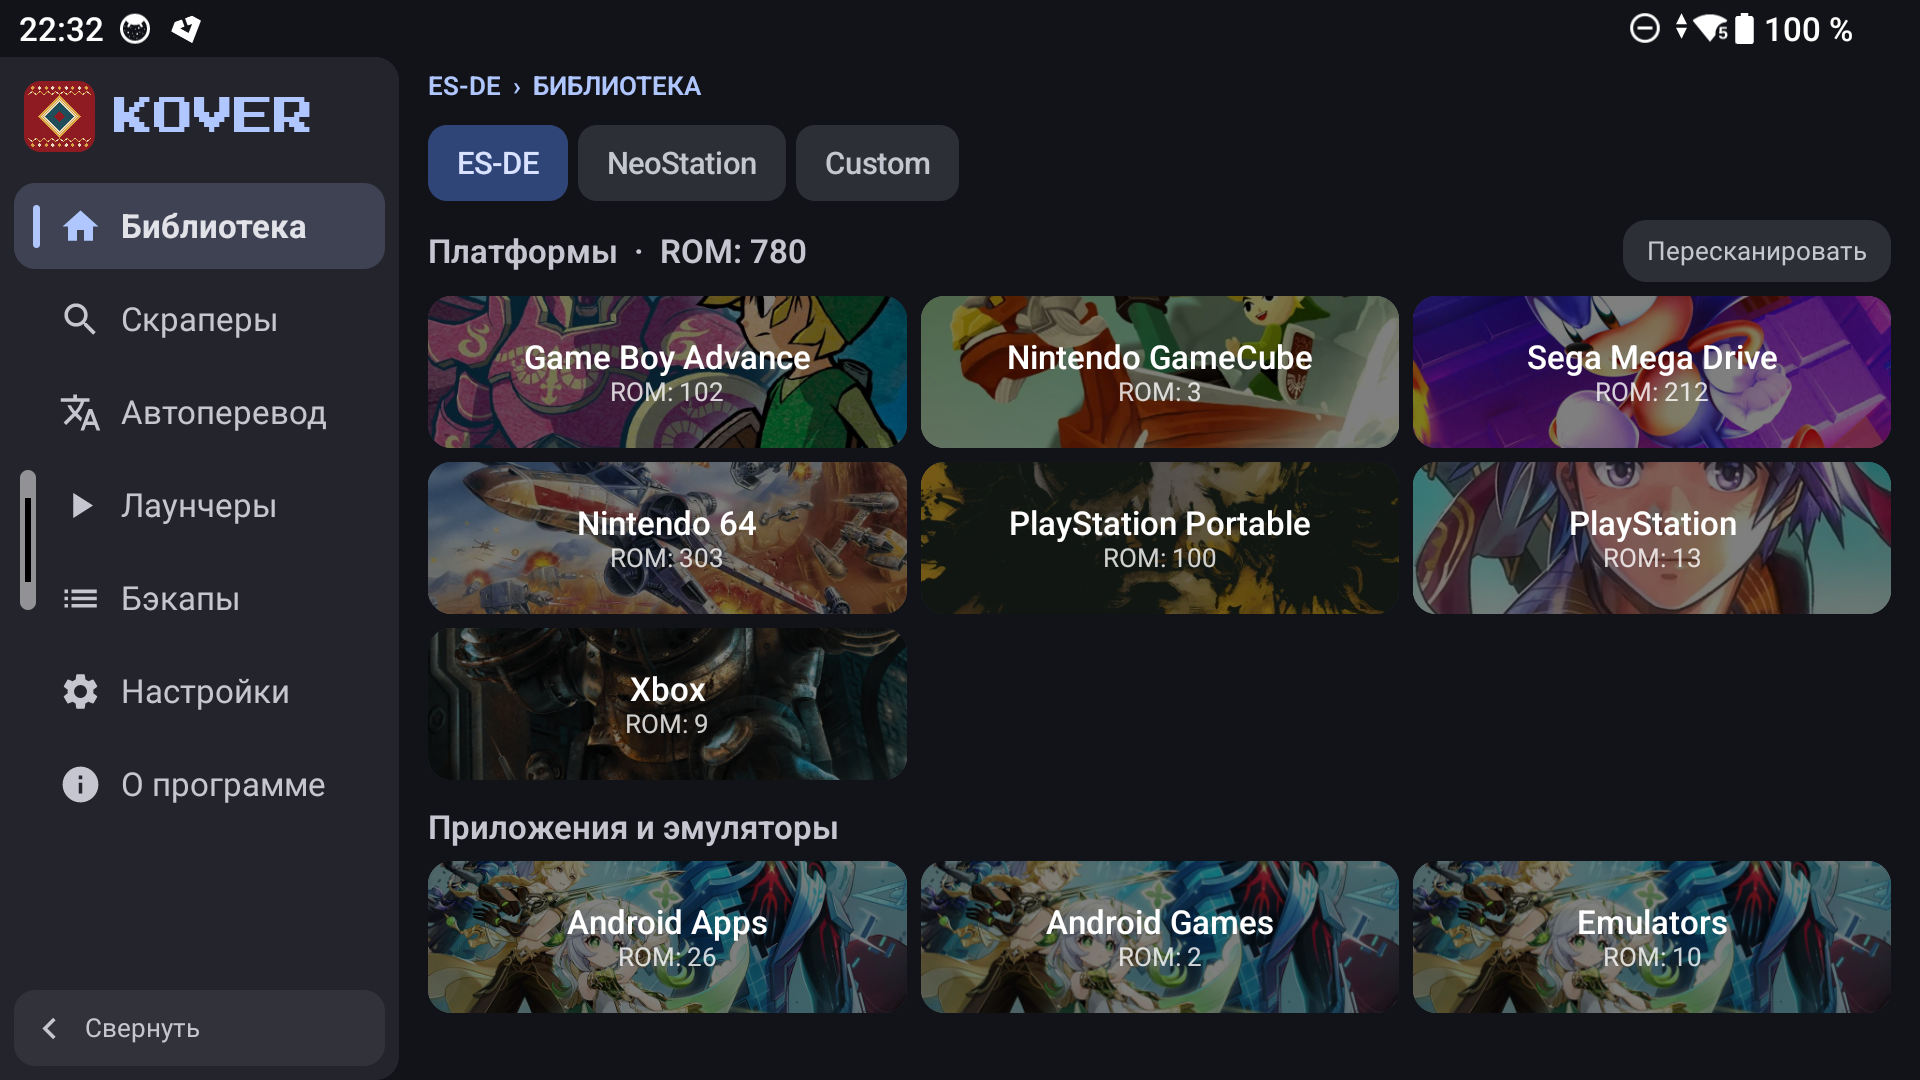 22:32
5 100 %
KOVER
Библиотека
Скраперы
Автоперевод
Лаунчеры
Бэкапы
Настройки
О программе
Свернуть
ES-DE › БИБЛИОТЕКА
ES-DE NeoStation Custom
Платформы · ROM: 780
Пересканировать
Game Boy Advance
ROM: 102
Nintendo GameCube
ROM: 3
Sega Mega Drive
ROM: 212
Nintendo 64
ROM: 303
PlayStation Portable
ROM: 100
PlayStation
ROM: 13
Xbox
ROM: 9
Приложения и эмуляторы
Android Apps
ROM: 26
Android Games
ROM: 2
Emulators
ROM: 10